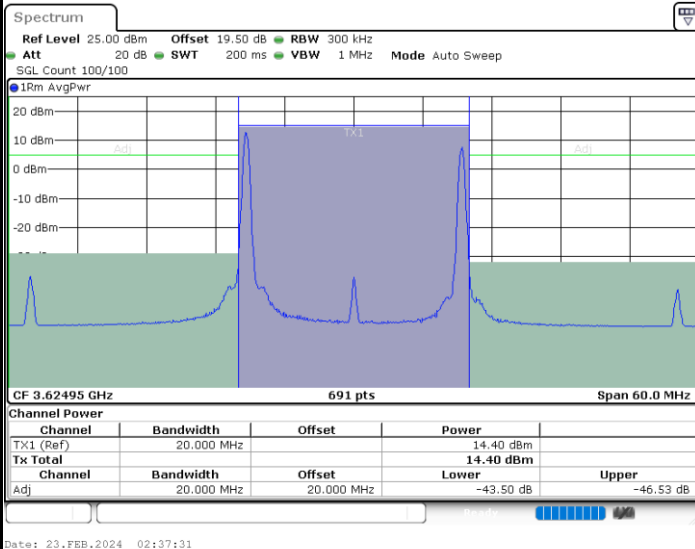 Spectrum
Ref Level 25.00 dBm Offset 19.50 dB RBW 300 kHz
Att 20 dB SWT 200 ms VBW 1 MHz Mode Auto Sweep
SGL Count 100/100
1Rm AvgPwr
20 dBm
TX1
10 dBm
Adj Adj
0 dBm
-10 dBm
-20 dBm
CF 3.62495 GHz 691 pts Span 60.0 MHz
Channel Power
Channel Bandwidth Offset Power
TX1 (Ref) 20.000 MHz 14.40 dBm
Tx Total 14.40 dBm
Channel Bandwidth Offset Lower Upper
Adj 20.000 MHz 20.000 MHz -43.50 dB -46.53 dB
Ready
Date: 23.FEB.2024 02:37:31